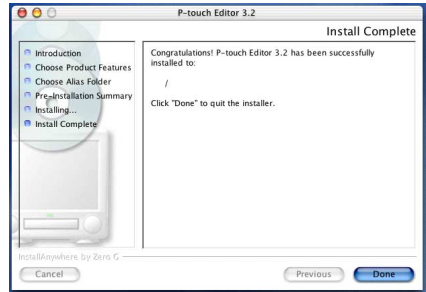 P-touch Editor 3.2
Install Complete
Introduction
Choose Product Features
Choose Alias Folder
Pre-Installation Summary
Installing...
Install Complete
Congratulations! P-touch Editor 3.2 has been successfully
installed to:
/
Click "Done" to quit the installer.
InstallAnywhere by Zero G
Cancel
Previous
Done